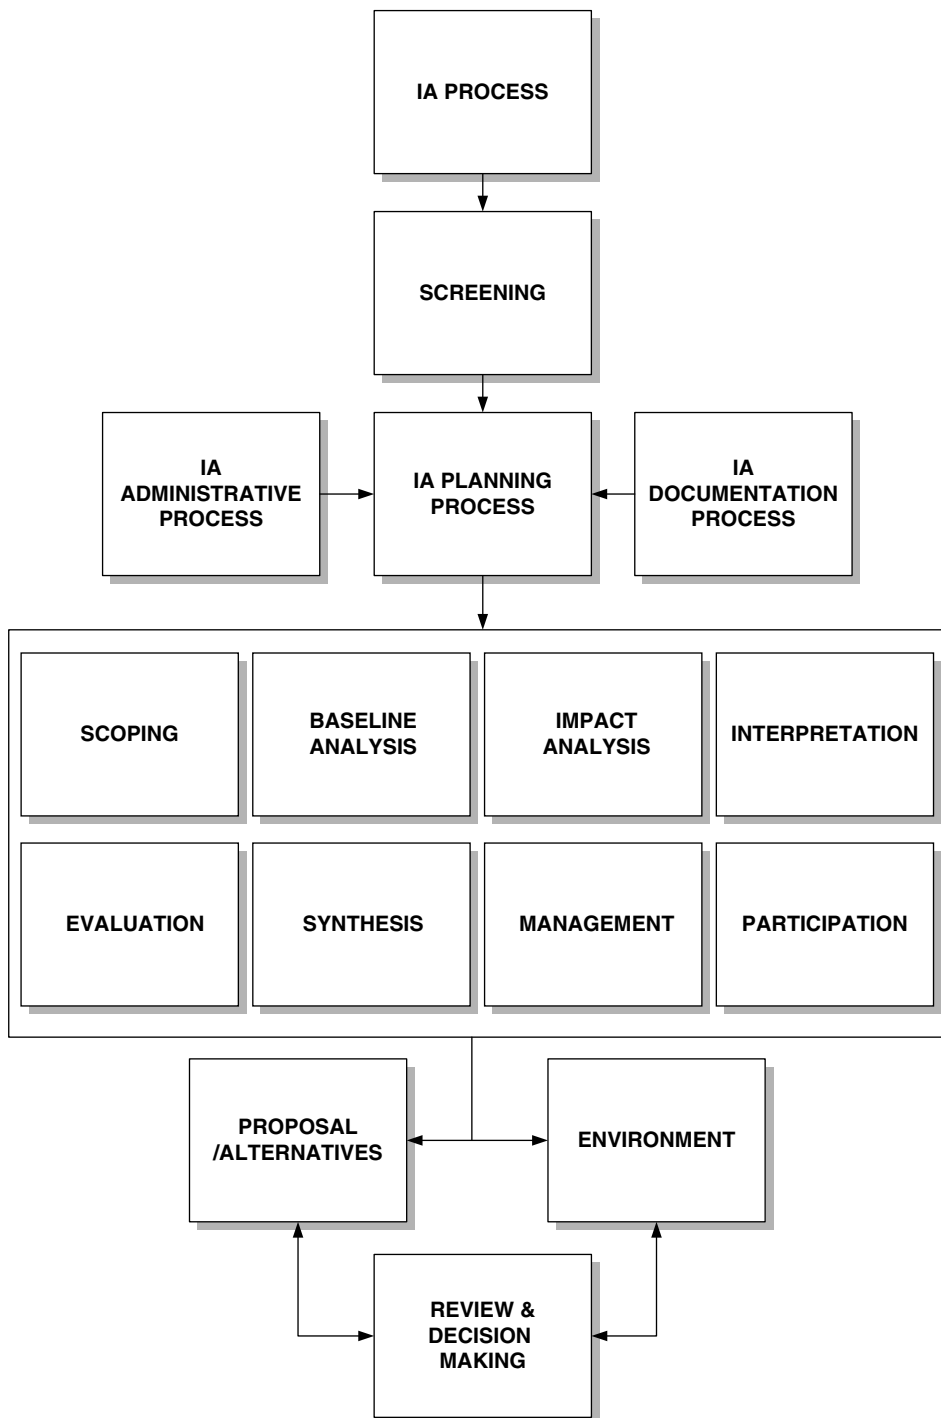 IA PROCESS
SCREENING
IA
ADMINISTRATIVE
PROCESS
IA PLANNING
PROCESS
IA
DOCUMENTATION
PROCESS
SCOPING
BASELINE
ANALYSIS
IMPACT
ANALYSIS
INTERPRETATION
EVALUATION
SYNTHESIS
MANAGEMENT
PARTICIPATION
PROPOSAL
/ALTERNATIVES
ENVIRONMENT
REVIEW &
DECISION
MAKING